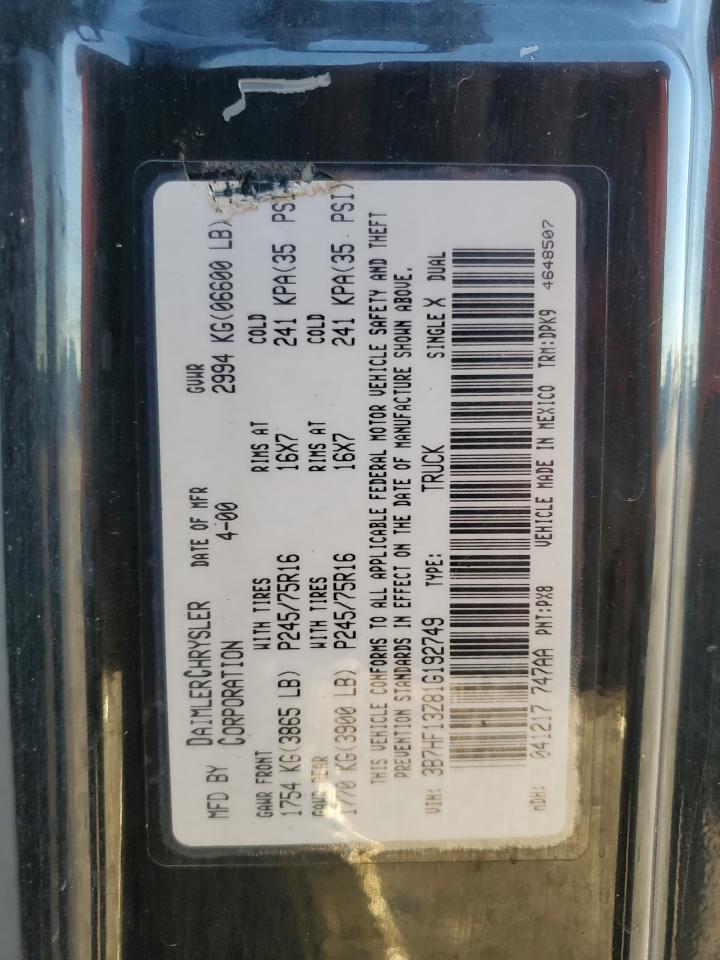 MFD BY DAIMLERCHRYSLER CORPORATION DATE OF MFR 4-00 GVWR 2994 KG(06600 LB)
GAWR FRONT WITH TIRES RIMS AT COLD
1754 KG(3865 LB) P245/75R16 16X7 241 KPA(35 PSI)
GAWR REAR WITH TIRES RIMS AT COLD
1770 KG(3900 LB) P245/75R16 16X7 241 KPA(35 PSI)
THIS VEHICLE CONFORMS TO ALL APPLICABLE FEDERAL MOTOR VEHICLE SAFETY AND THEFT
PREVENTION STANDARDS IN EFFECT ON THE DATE OF MANUFACTURE SHOWN ABOVE.
VIN: 3B7HF13Z81G192749 TYPE: TRUCK SINGLE X DUAL
MDH: 041217 747AA PNT:PX8 VEHICLE MADE IN MEXICO TRM:DPK9
4648507